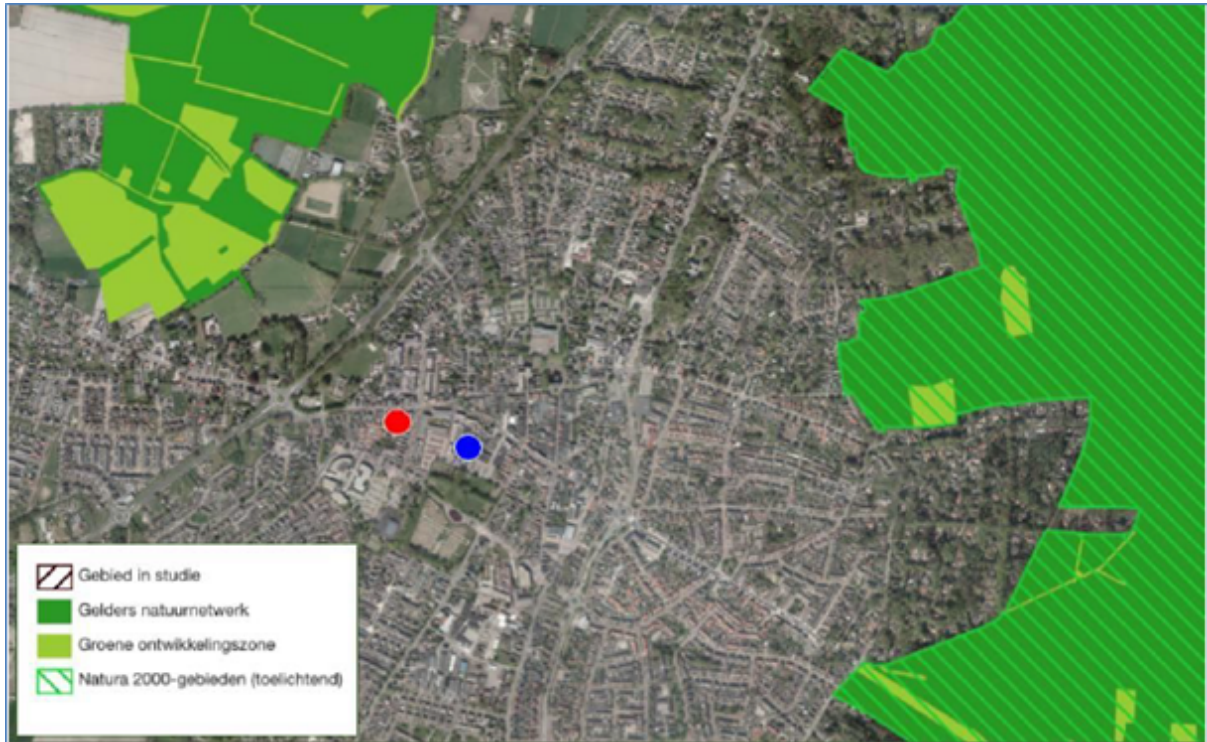 Gebied in studie
Gelders natuurnetwerk
Groene ontwikkelingszone
Natura 2000-gebieden (toelichtend)